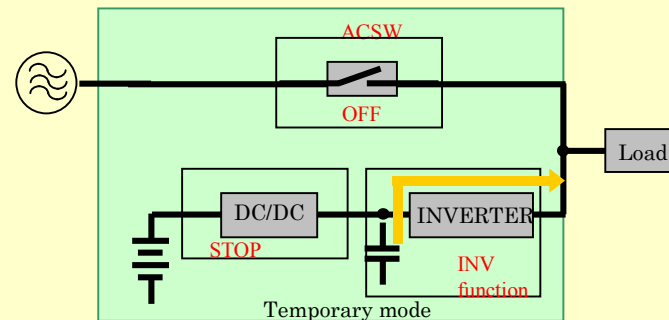 ACSW
OFF
Load
DC/DC
INVERTER
STOP
INV
function
Temporary mode